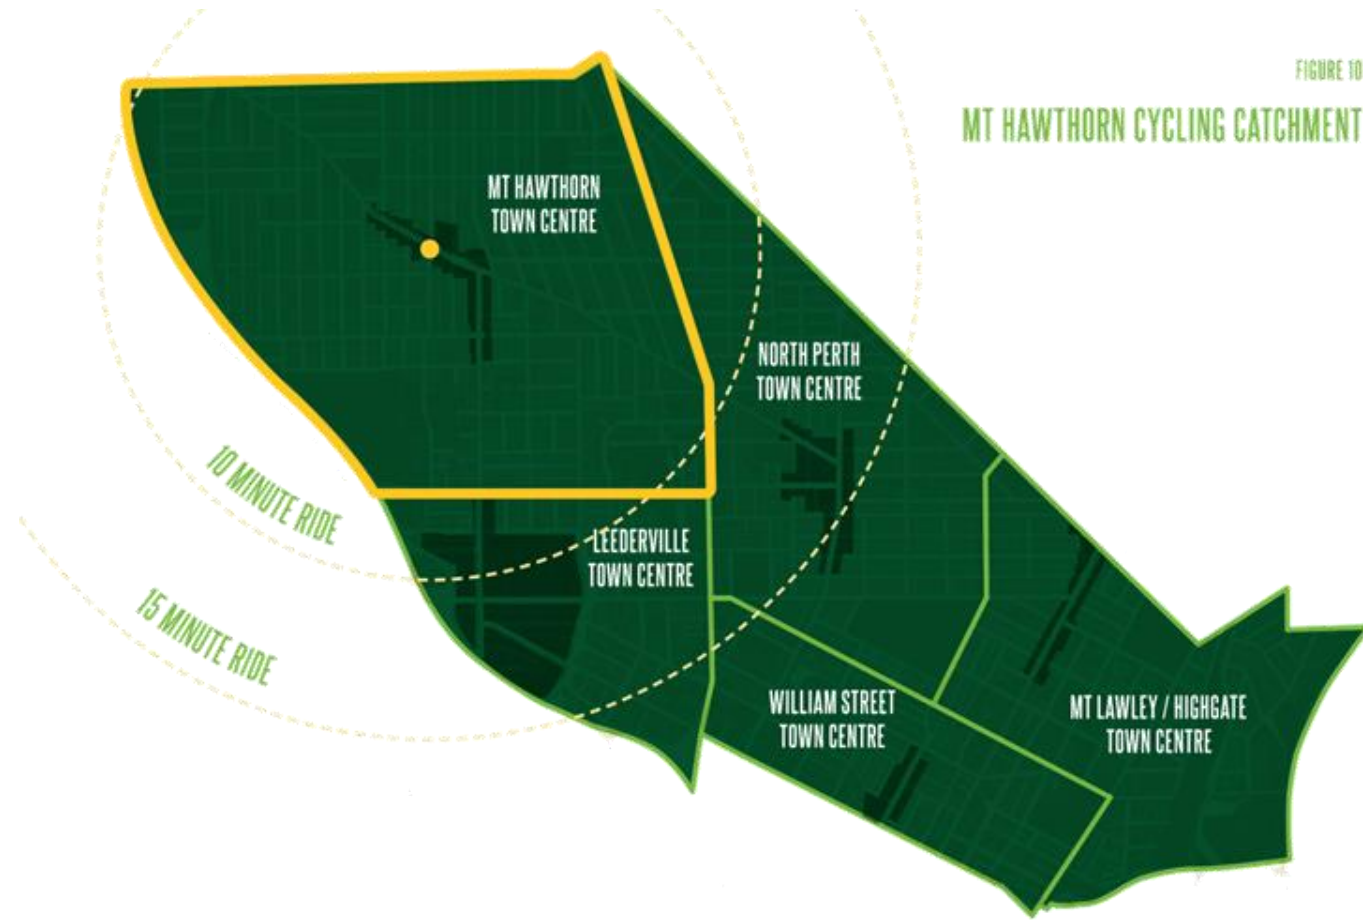 FIGURE 10
MT HAWTHORN CYCLING CATCHMENT
MT HAWTHORN
TOWN CENTRE
NORTH PERTH
TOWN CENTRE
10 MINUTE RIDE
LEEDERVILLE
TOWN CENTRE
15 MINUTE RIDE
WILLIAM STREET
TOWN CENTRE
MT LAWLEY / HIGHGATE
TOWN CENTRE